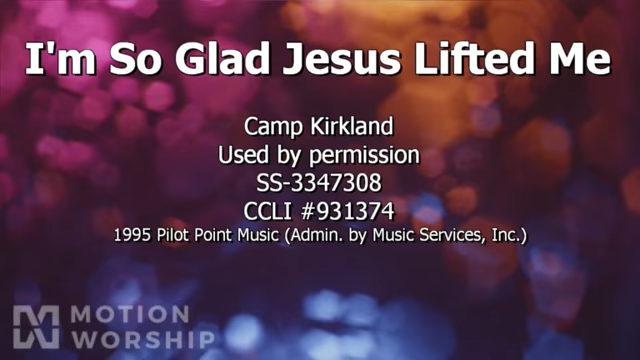 I'm So Glad Jesus Lifted Me
Camp Kirkland
Used by permission
SS-3347308
CCLI #931374
1995 Pilot Point Music (Admin. by Music Services, Inc.)
MOTION
WORSHIP